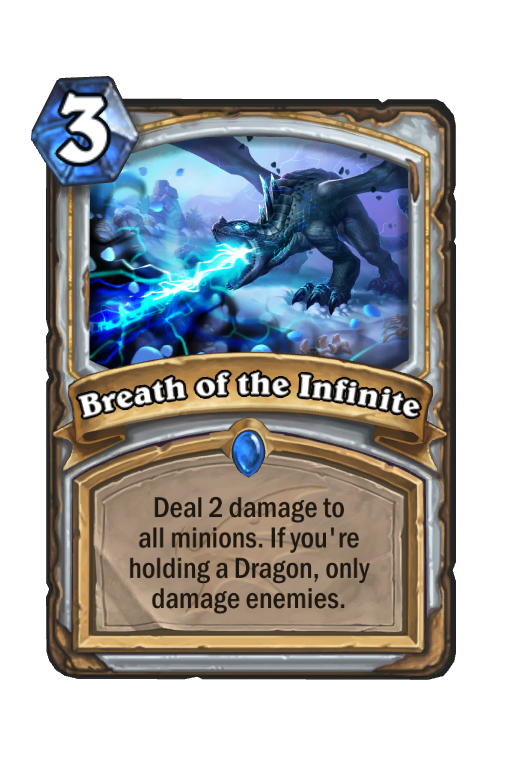 3
Breath of the Infinite
Deal 2 damage to
all minions. If you're
holding a Dragon, only
damage enemies.